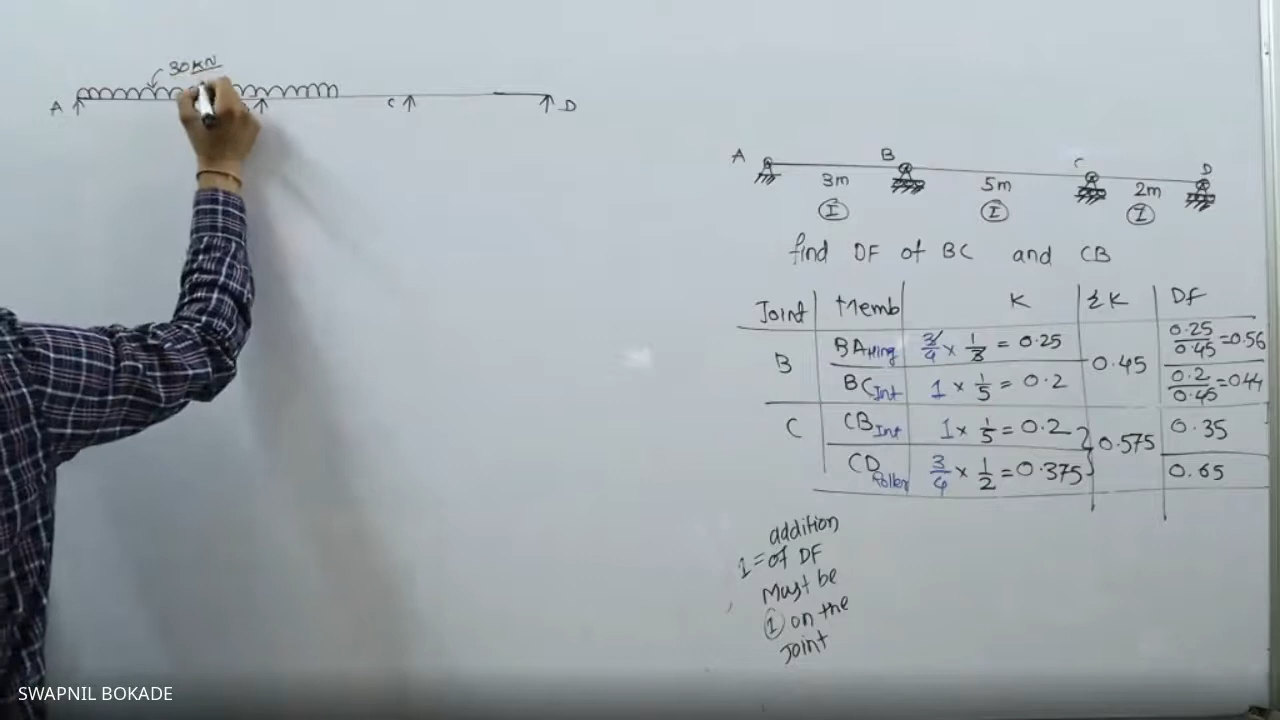 30 KN
A C D
A B C D
3m 5m 2m
I I I
find DF of BC and CB
Joint Memb K ΣK Df
B BA Hing 3/4 × 1/3 = 0.25 0.45 0.25/0.45 = 0.56
BC Int 1 × 1/5 = 0.2 0.2/0.45 = 0.44
C CB Int 1 × 1/5 = 0.2 } 0.575 0.35
CD Roller 3/4 × 1/2 = 0.375 } 0.65
addition
1 = of DF
Must be
1 on the
Joint
SWAPNIL BOKADE